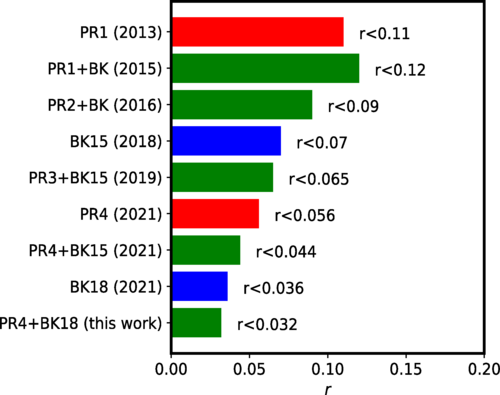 PR1 (2013) r<0.11
PR1+BK (2015) r<0.12
PR2+BK (2016) r<0.09
BK15 (2018) r<0.07
PR3+BK15 (2019) r<0.065
PR4 (2021) r<0.056
PR4+BK15 (2021) r<0.044
BK18 (2021) r<0.036
PR4+BK18 (this work) r<0.032
0.00 0.05 0.10 0.15 0.20
r